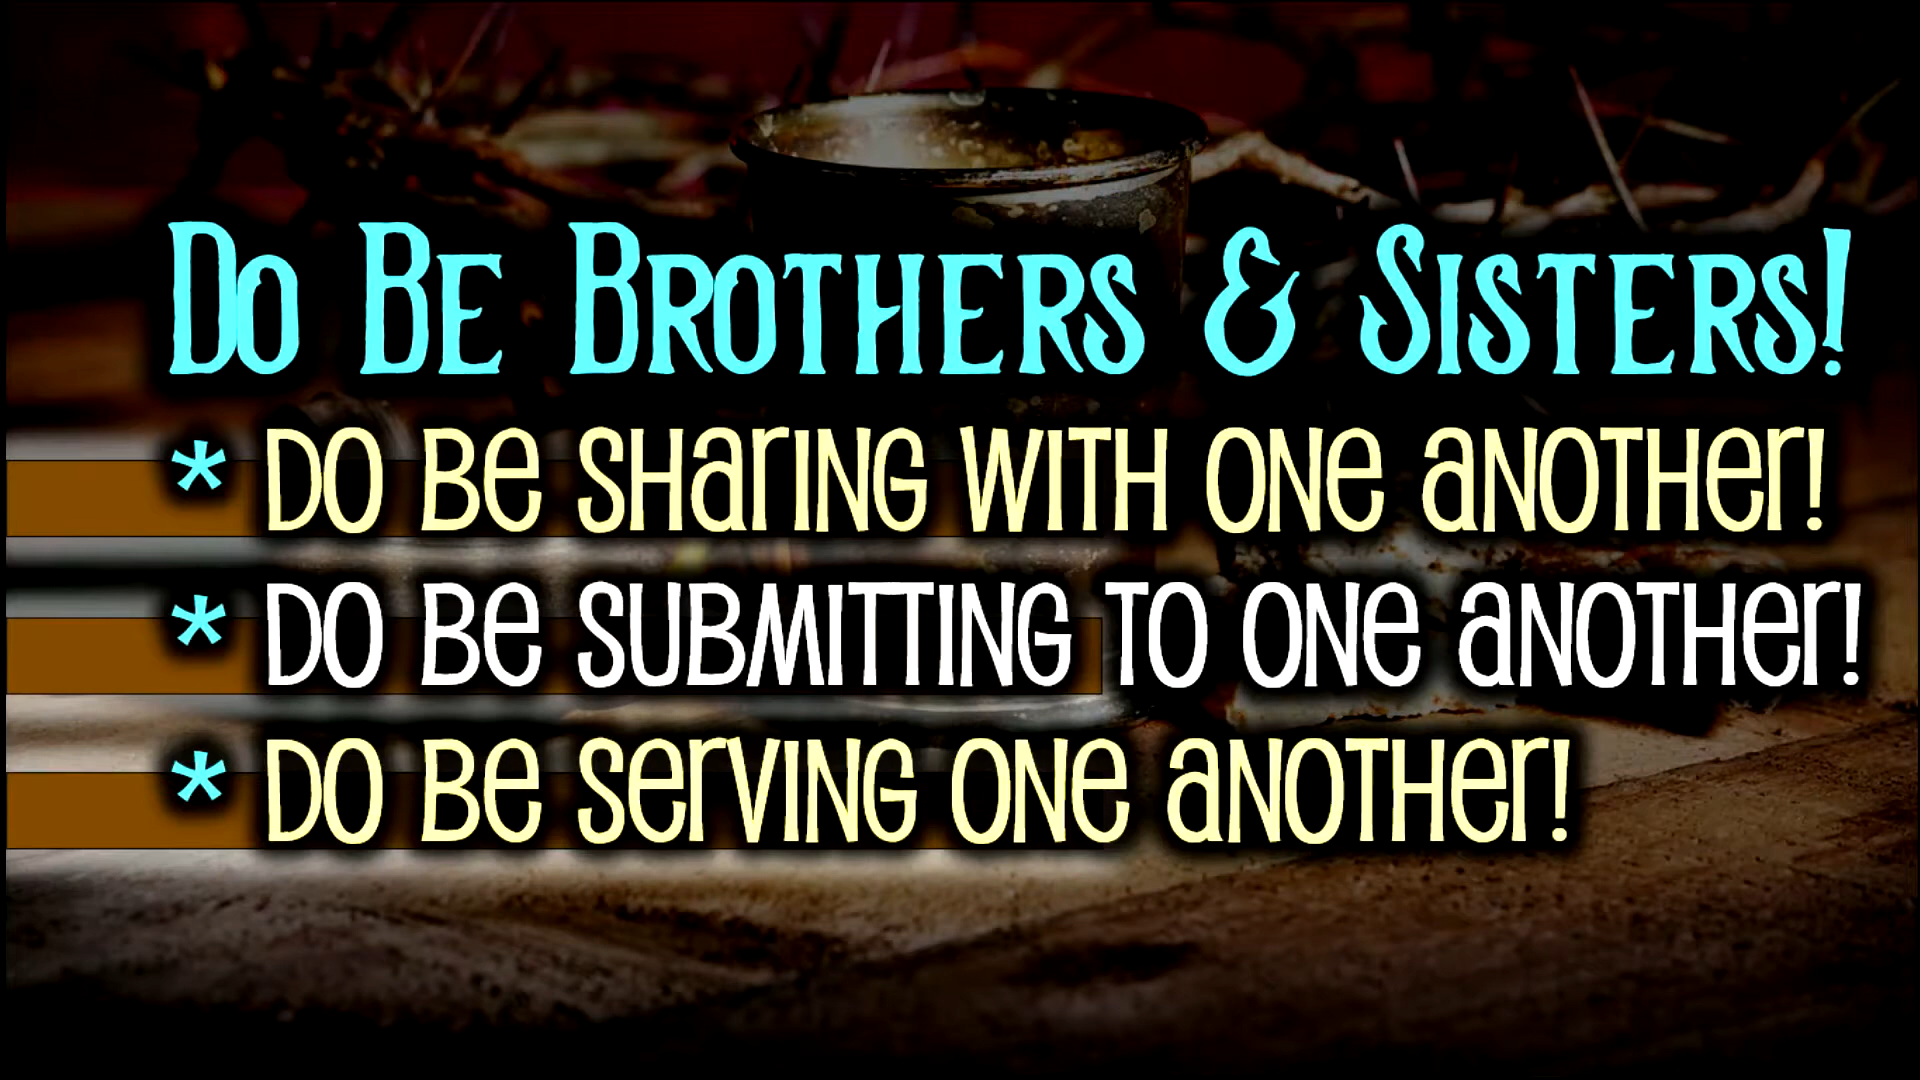 Do Be Brothers & Sisters!
* Do be sharing with one another!
* Do be submitting to one another!
* Do be serving one another!